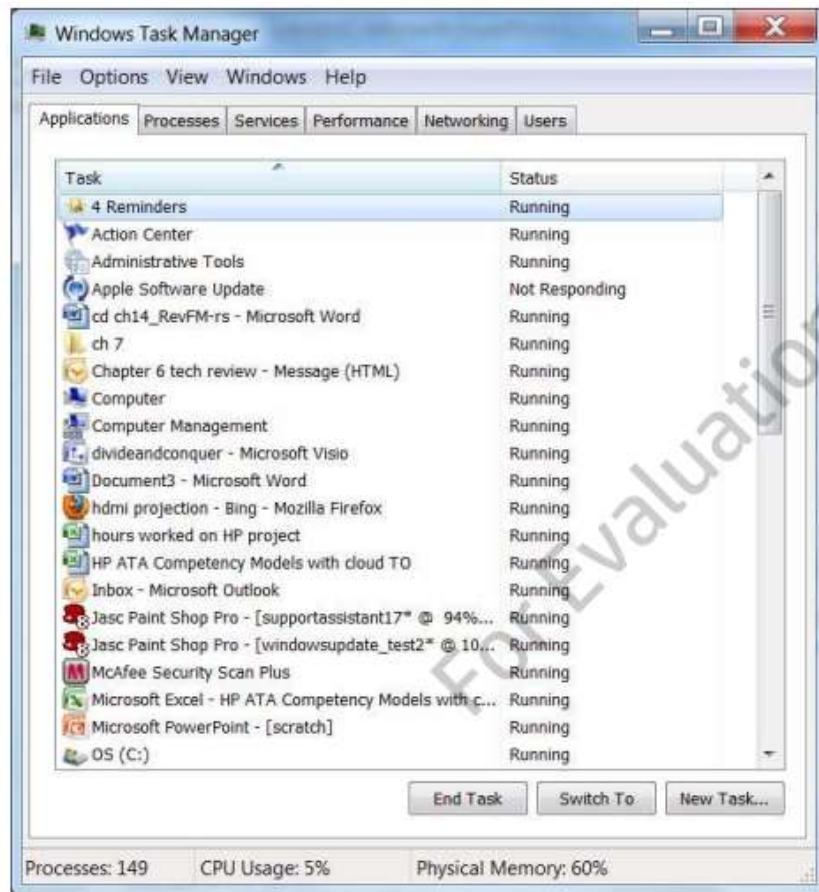 Windows Task Manager
File Options View Windows Help
Applications Processes Services Performance Networking Users
Task Status
4 Reminders Running
Action Center Running
Administrative Tools Running
Apple Software Update Not Responding
cd ch14_RevFM-rs - Microsoft Word Running
ch 7 Running
Chapter 6 tech review - Message (HTML) Running
Computer Running
Computer Management Running
divideandconquer - Microsoft Visio Running
Document3 - Microsoft Word Running
hdmi projection - Bing - Mozilla Firefox Running
hours worked on HP project Running
HP ATA Competency Models with cloud TO Running
Inbox - Microsoft Outlook Running
Jasc Paint Shop Pro - [supportassistant17* @ 94%... Running
Jasc Paint Shop Pro - [windowsupdate_test2* @ 10... Running
McAfee Security Scan Plus Running
Microsoft Excel - HP ATA Competency Models with c... Running
Microsoft PowerPoint - [scratch] Running
OS (C:) Running
End Task Switch To New Task...
Processes: 149 CPU Usage: 5% Physical Memory: 60%
For Evaluation